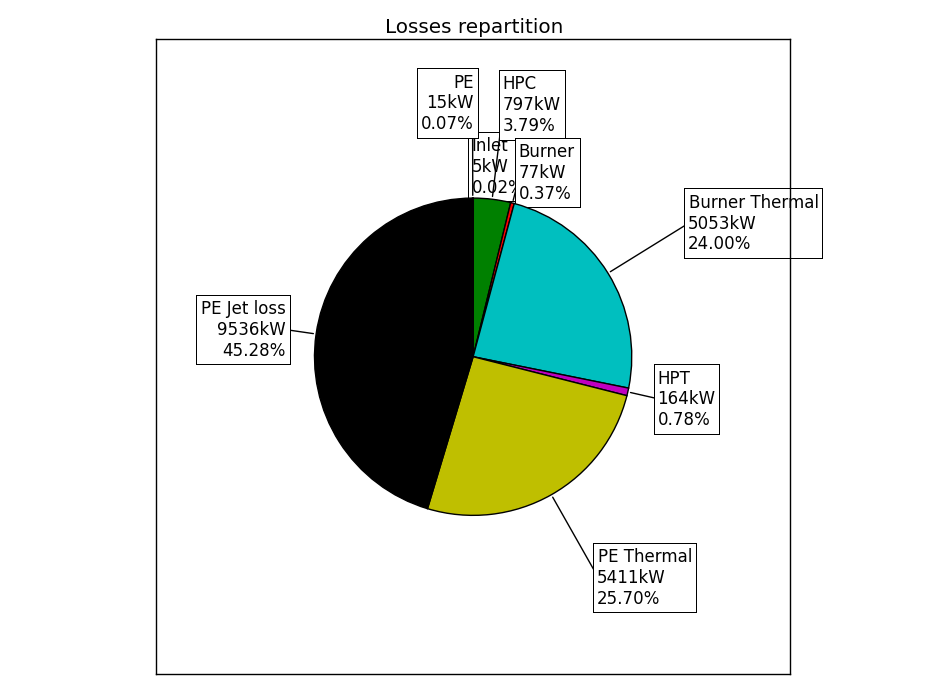 Losses repartition
PE
15kW
0.07%
HPC
797kW
3.79%
Inlet
5kW
0.02%
Burner
77kW
0.37%
Burner Thermal
5053kW
24.00%
PE Jet loss
9536kW
45.28%
HPT
164kW
0.78%
PE Thermal
5411kW
25.70%